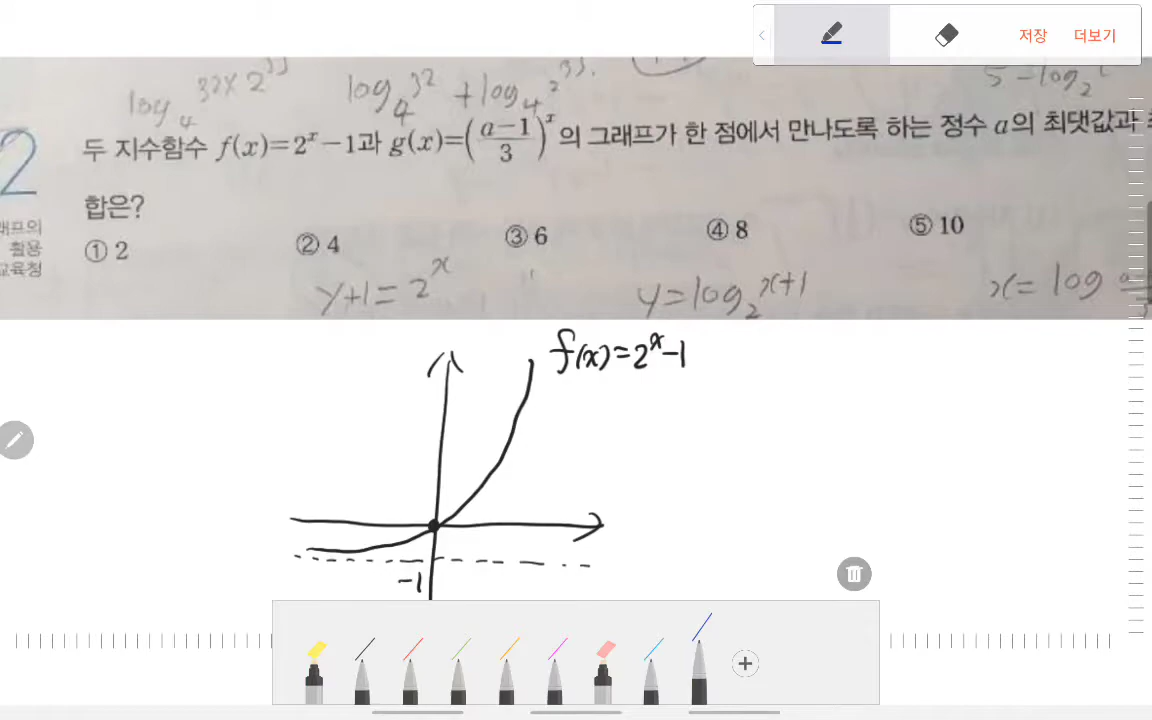 저장 더보기
log₄ 32×2³³ log₄ 32 + log₄ 2³³. 5 - log₂
2 두 지수함수 f(x)=2ˣ-1과 g(x)=((a-1)/3)ˣ의 그래프가 한 점에서 만나도록 하는 정수 a의 최댓값과
합은?
래프의
활용
교육청
① 2 ② 4 ③ 6 ④ 8 ⑤ 10
y+1=2ˣ y=log₂ x+1 x=log
f(x)=2ˣ-1
-1